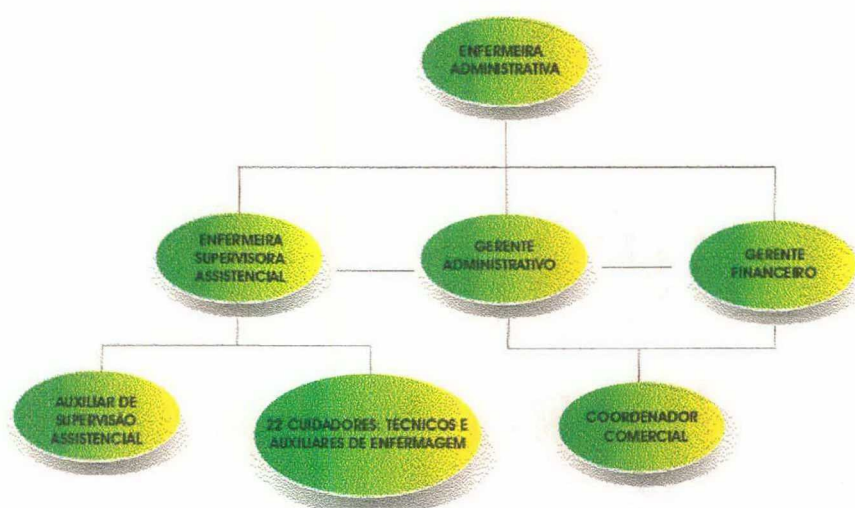 ENFERMEIRA
ADMINISTRATIVA
ENFERMEIRA
SUPERVISORA
ASSISTENCIAL
GERENTE
ADMINISTRATIVO
GERENTE
FINANCEIRO
AUXILIAR DE
SUPERVISÃO
ASSISTENCIAL
22 CUIDADORES: TÉCNICOS E
AUXILIARES DE ENFERMAGEM
COORDENADOR
COMERCIAL